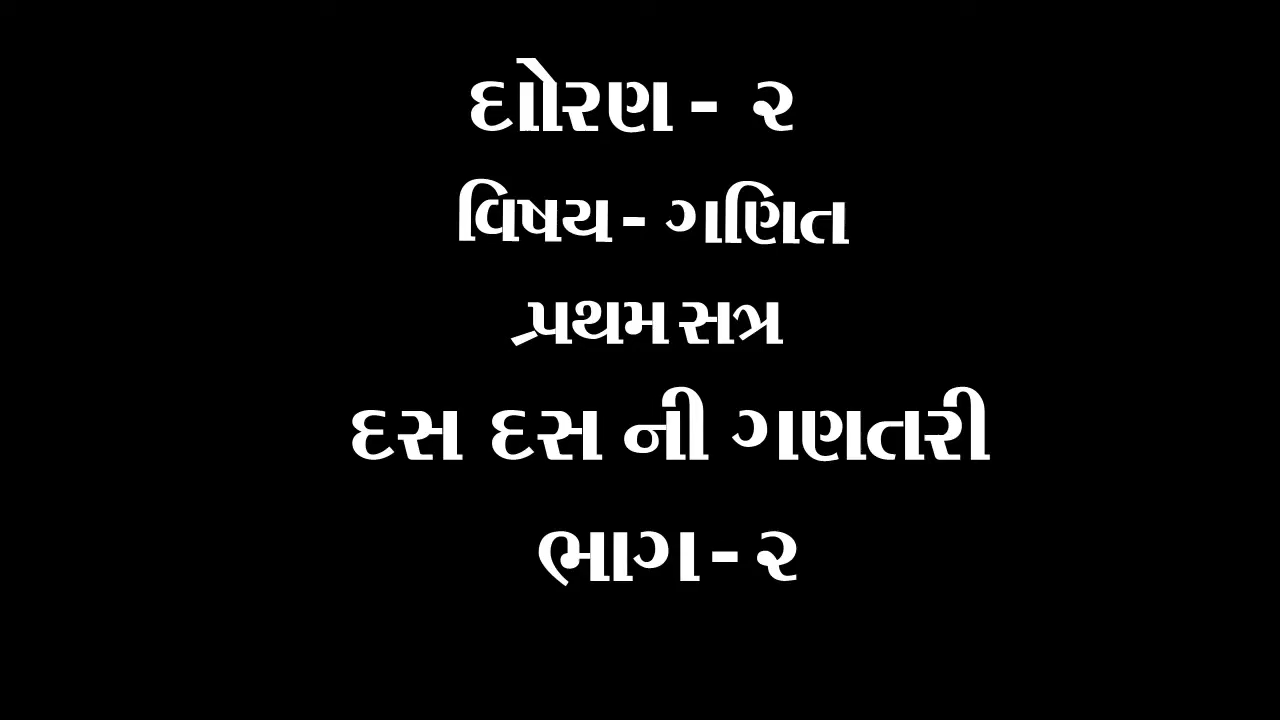 દાોરણ - ૨
વિષય - ગણિત
પ્રથમ સત્ર
દસ દસ ની ગણતરી
ભાગ - ૨